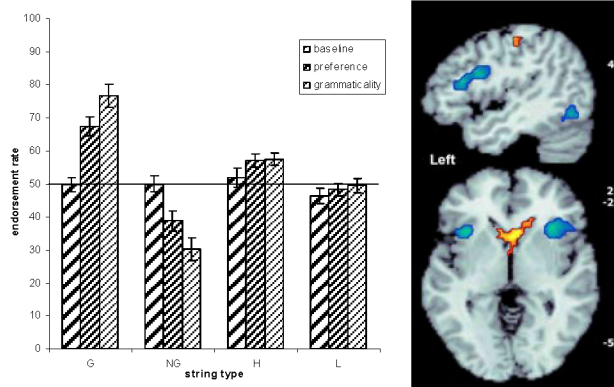 100
90
80
70
60
50
40
30
20
10
0
endorsement rate
baseline
preference
grammaticality
G NG H L
string type
4
Left
2
-2
-5